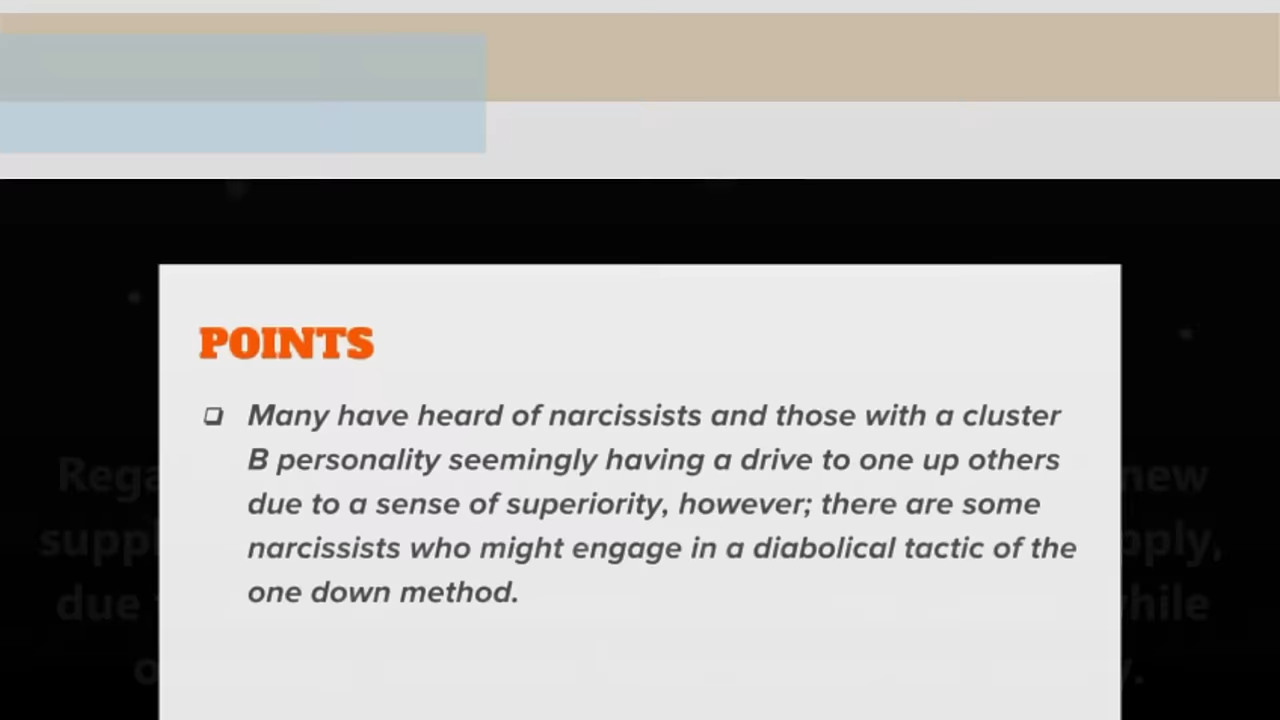 POINTS
Many have heard of narcissists and those with a cluster
B personality seemingly having a drive to one up others
due to a sense of superiority, however; there are some
narcissists who might engage in a diabolical tactic of the
one down method.
new
due